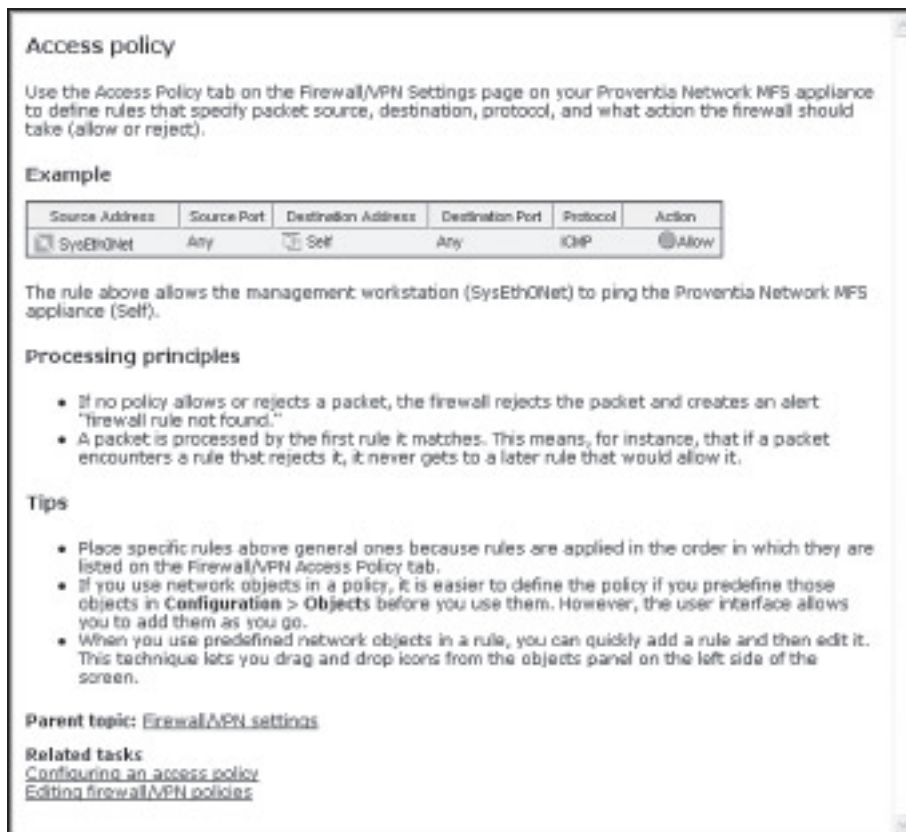 Access policy
Use the Access Policy tab on the Firewall/VPN Settings page on your Proventia Network MFS appliance
to define rules that specify packet source, destination, protocol, and what action the firewall should
take (allow or reject).
Example
Source Address Source Port Destination Address Destination Port Protocol Action
SysEth0Net Any Self Any ICMP Allow
The rule above allows the management workstation (SysEth0Net) to ping the Proventia Network MFS
appliance (Self).
Processing principles
• If no policy allows or rejects a packet, the firewall rejects the packet and creates an alert
"firewall rule not found."
• A packet is processed by the first rule it matches. This means, for instance, that if a packet
encounters a rule that rejects it, it never gets to a later rule that would allow it.
Tips
• Place specific rules above general ones because rules are applied in the order in which they are
listed on the Firewall/VPN Access Policy tab.
• If you use network objects in a policy, it is easier to define the policy if you predefine those
objects in Configuration > Objects before you use them. However, the user interface allows
you to add them as you go.
• When you use predefined network objects in a rule, you can quickly add a rule and then edit it.
This technique lets you drag and drop icons from the objects panel on the left side of the
screen.
Parent topic: Firewall/VPN settings
Related tasks
Configuring an access policy
Editing firewall/VPN policies